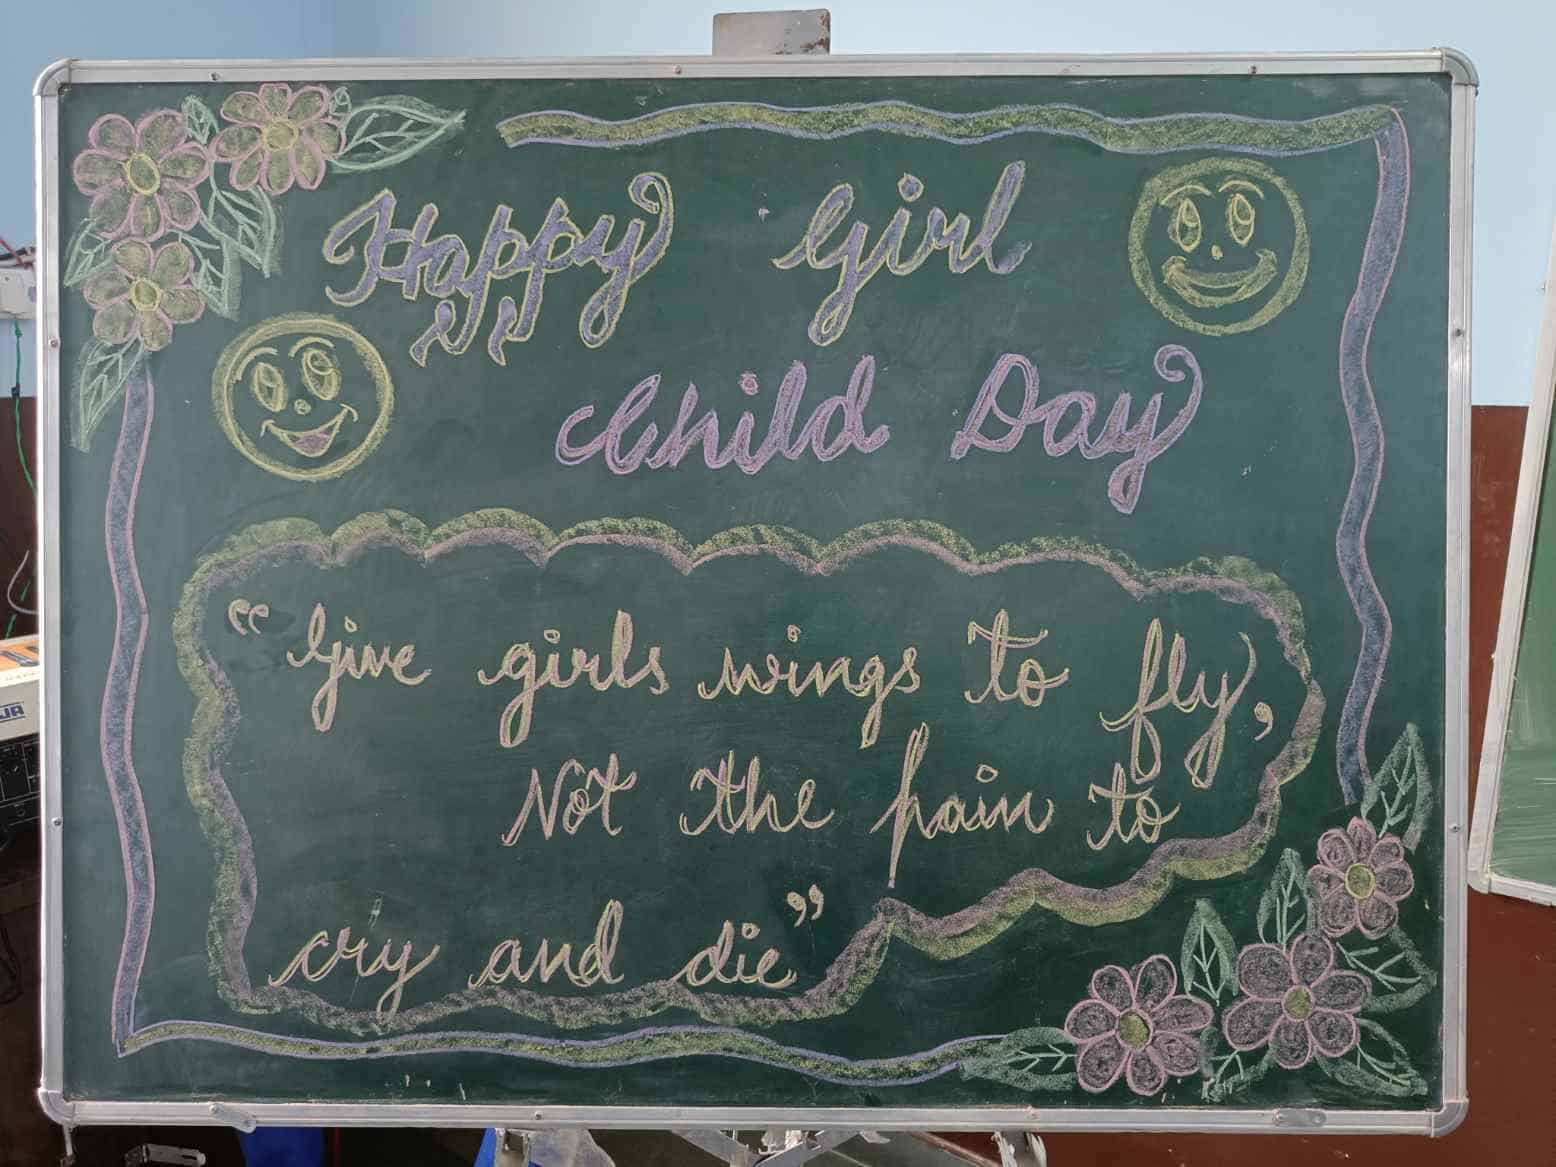 Happy Girl
Child Day
“Give girls wings to fly,
Not the pain to
cry and die”